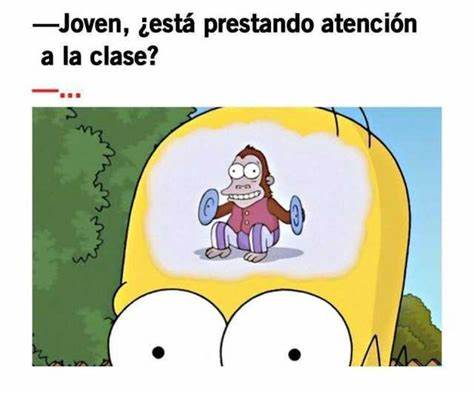 —Joven, ¿está prestando atención
a la clase?
—...